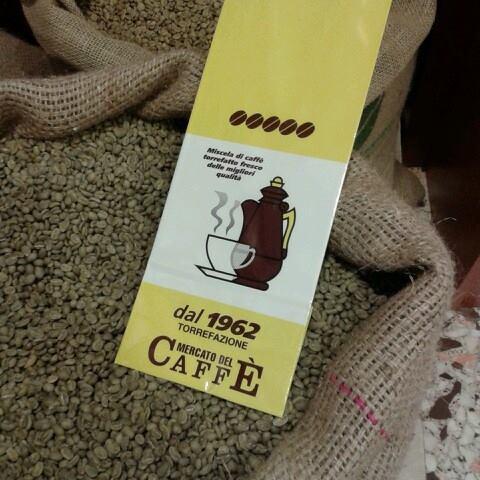 Miscela di caffè
torrefatto fresco
delle migliori
qualità
dal 1962
TORREFAZIONE
MERCATO DEL
CAFFÈ